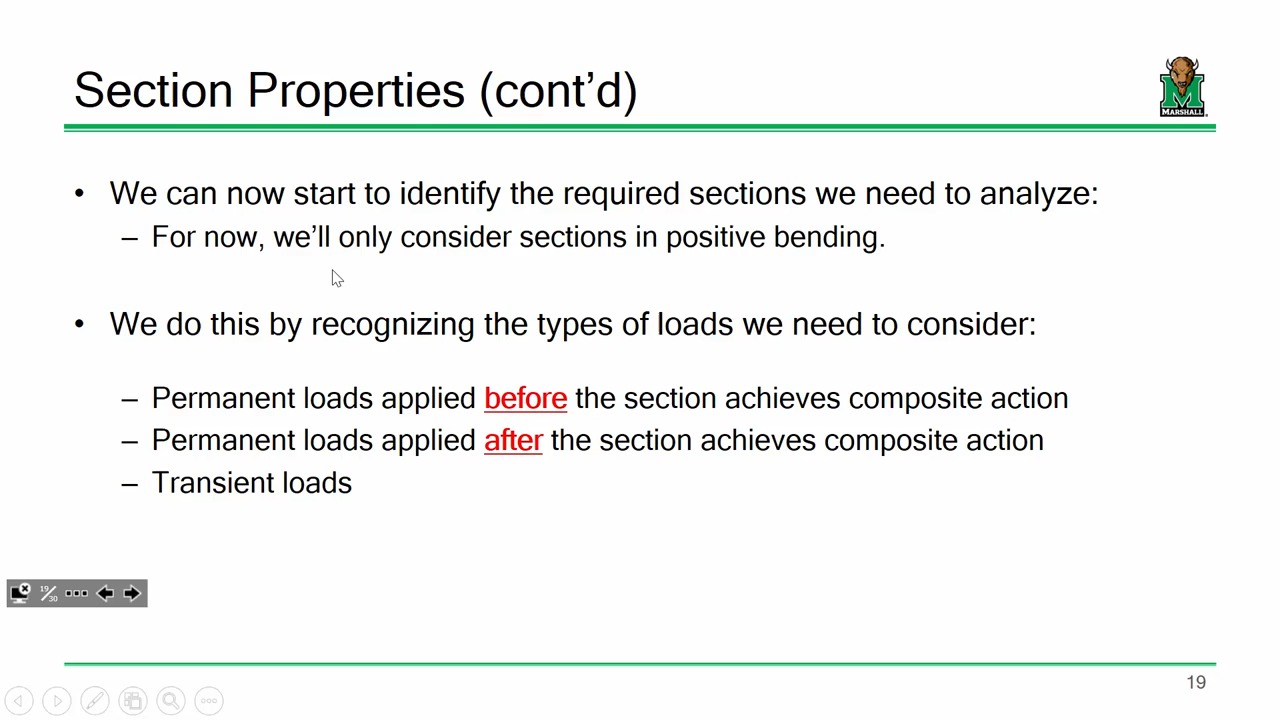 Section Properties (cont’d)
MARSHALL
• We can now start to identify the required sections we need to analyze:
– For now, we’ll only consider sections in positive bending.
• We do this by recognizing the types of loads we need to consider:
– Permanent loads applied before the section achieves composite action
– Permanent loads applied after the section achieves composite action
– Transient loads
19/30
19